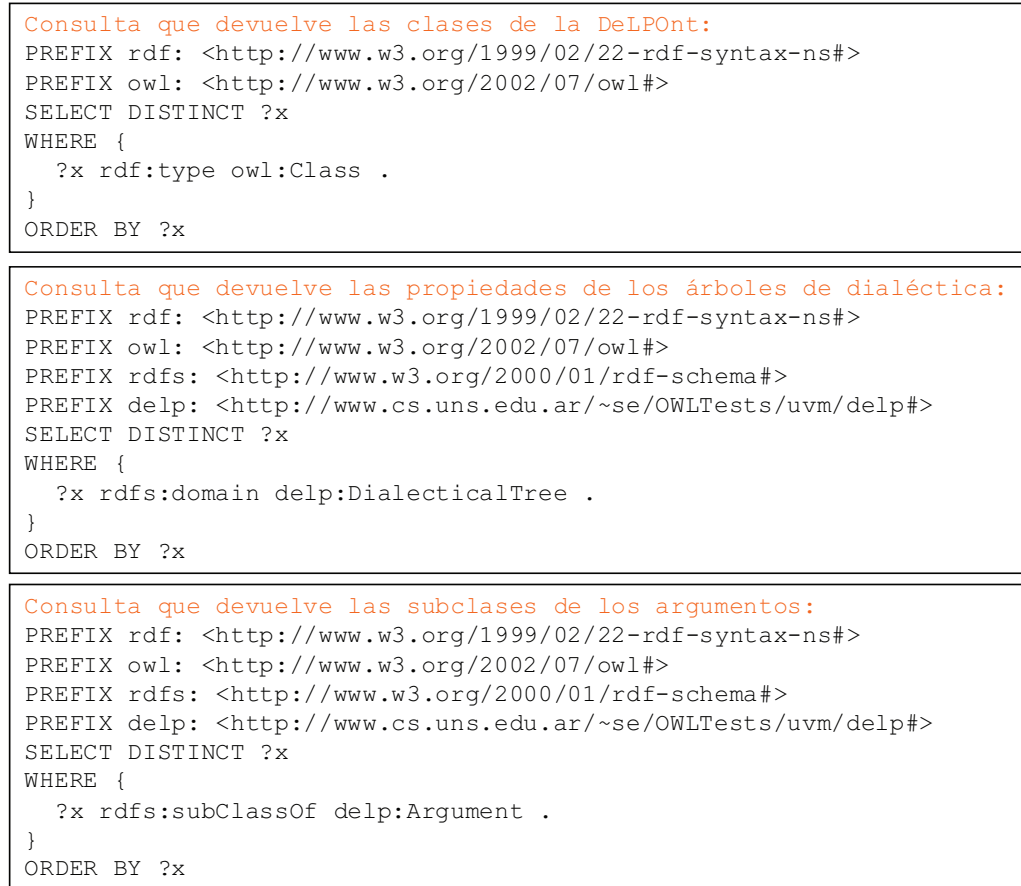 Consulta que devuelve las clases de la DeLPOnt:
PREFIX rdf: <http://www.w3.org/1999/02/22-rdf-syntax-ns#>
PREFIX owl: <http://www.w3.org/2002/07/owl#>
SELECT DISTINCT ?x
WHERE {
  ?x rdf:type owl:Class .
}
ORDER BY ?x
Consulta que devuelve las propiedades de los árboles de dialéctica:
PREFIX rdf: <http://www.w3.org/1999/02/22-rdf-syntax-ns#>
PREFIX owl: <http://www.w3.org/2002/07/owl#>
PREFIX rdfs: <http://www.w3.org/2000/01/rdf-schema#>
PREFIX delp: <http://www.cs.uns.edu.ar/~se/OWLTests/uvm/delp#>
SELECT DISTINCT ?x
WHERE {
  ?x rdfs:domain delp:DialecticalTree .
}
ORDER BY ?x
Consulta que devuelve las subclases de los argumentos:
PREFIX rdf: <http://www.w3.org/1999/02/22-rdf-syntax-ns#>
PREFIX owl: <http://www.w3.org/2002/07/owl#>
PREFIX rdfs: <http://www.w3.org/2000/01/rdf-schema#>
PREFIX delp: <http://www.cs.uns.edu.ar/~se/OWLTests/uvm/delp#>
SELECT DISTINCT ?x
WHERE {
  ?x rdfs:subClassOf delp:Argument .
}
ORDER BY ?x